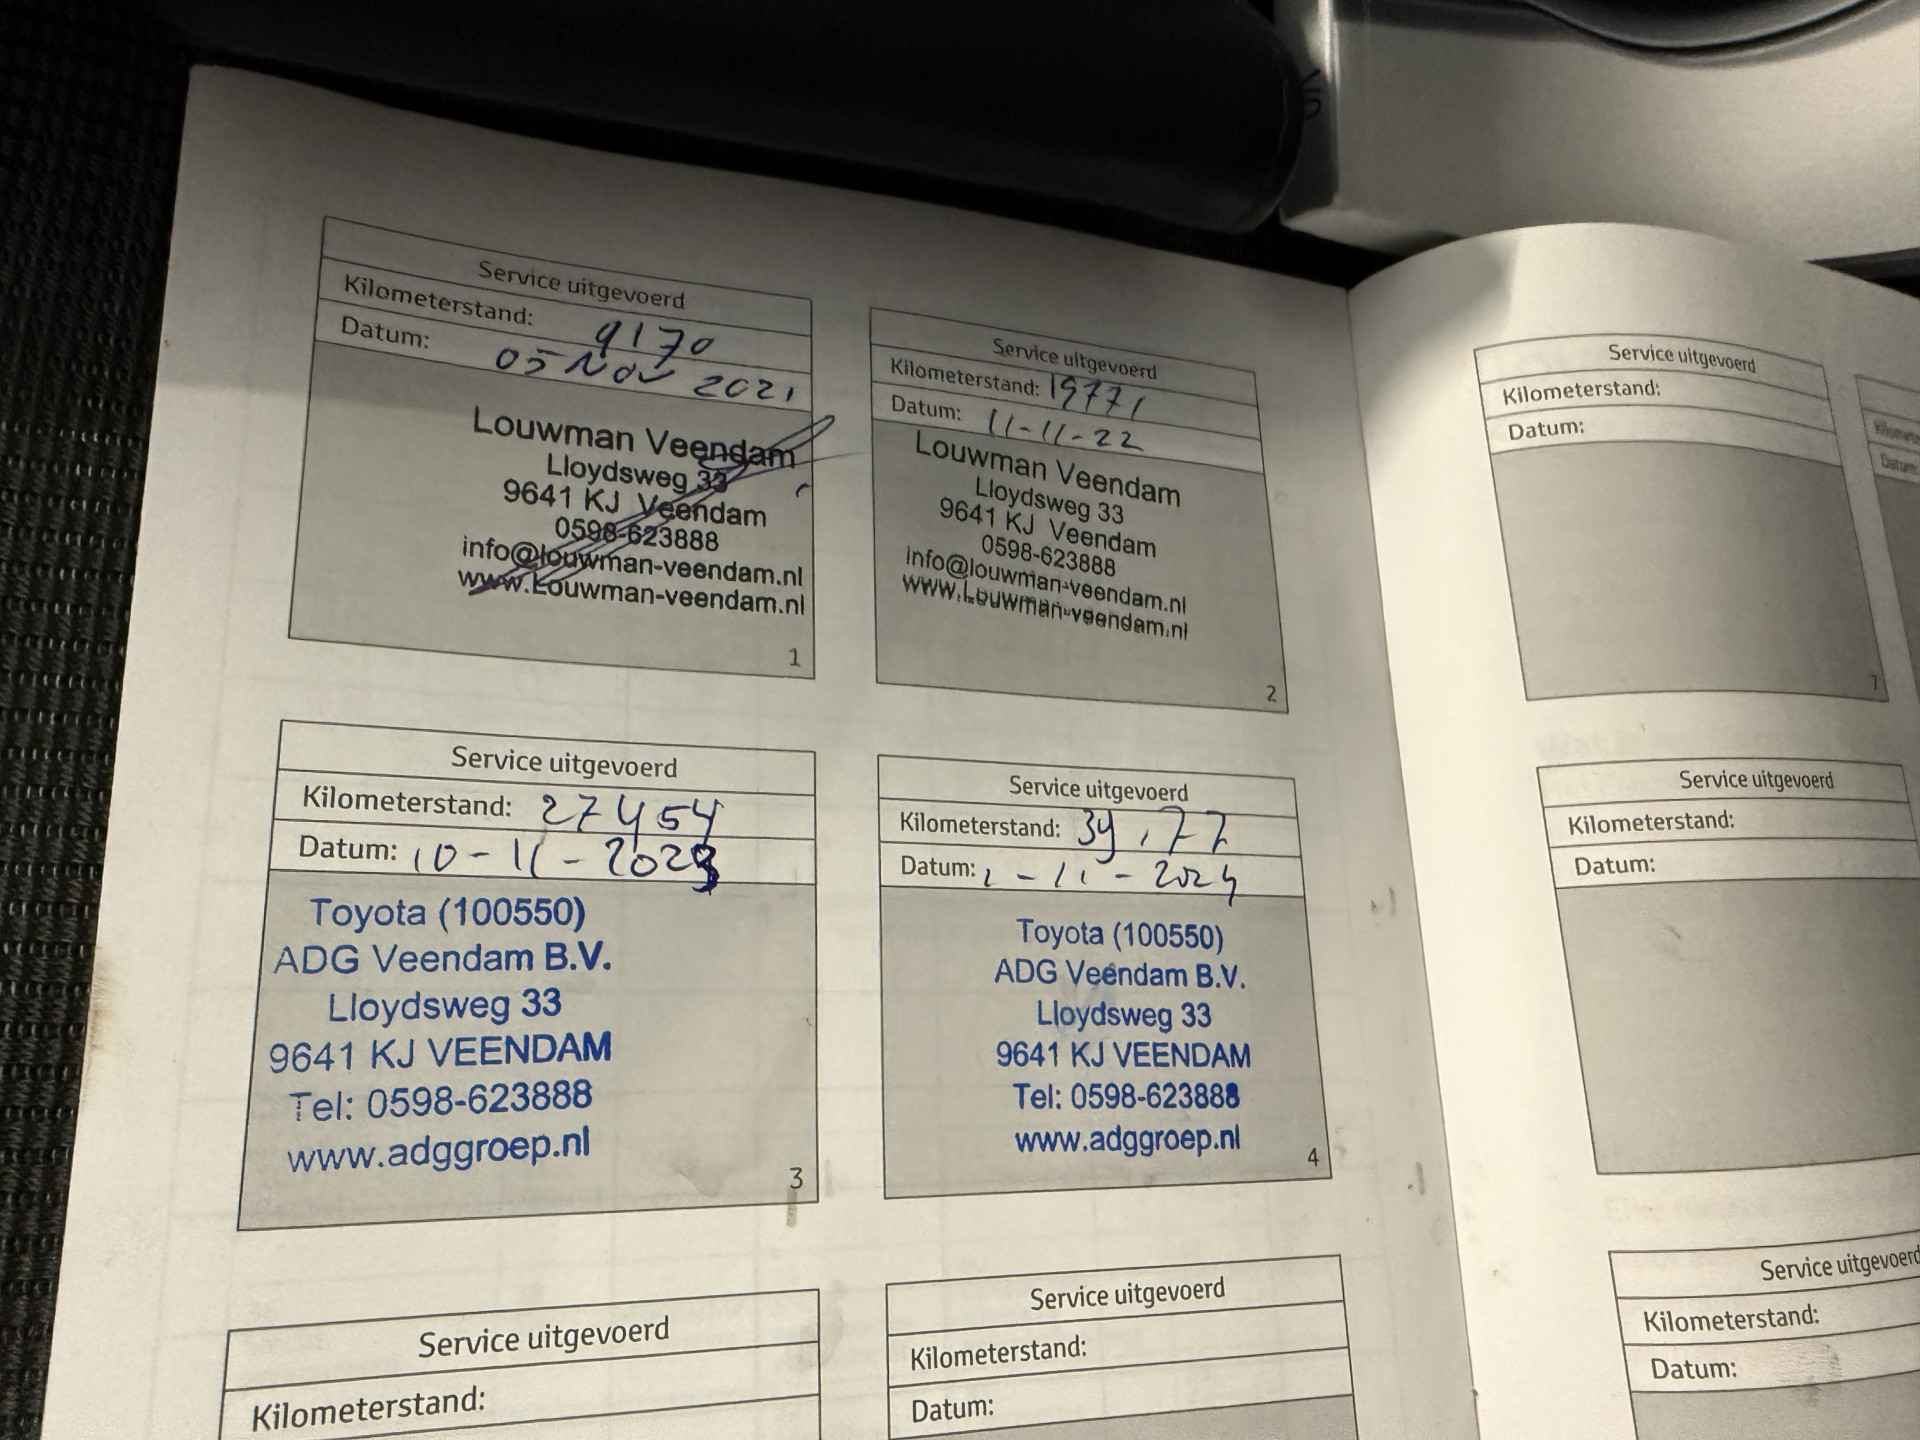 Service uitgevoerd
Kilometerstand: 9170
Datum: 05 Nov 2021
Louwman Veendam
Lloydsweg 33
9641 KJ Veendam
0598-623888
info@louwman-veendam.nl
www.Louwman-veendam.nl
1
Service uitgevoerd
Kilometerstand: 19771
Datum: 11-11-22
Louwman Veendam
Lloydsweg 33
9641 KJ Veendam
0598-623888
info@louwman-veendam.nl
www.Louwman-veendam.nl
2
Service uitgevoerd
Kilometerstand: 27454
Datum: 10-11-2023
Toyota (100550)
ADG Veendam B.V.
Lloydsweg 33
9641 KJ VEENDAM
Tel: 0598-623888
www.adggroep.nl
3
Service uitgevoerd
Kilometerstand:
Datum:
Toyota (100550)
ADG Veendam B.V.
Lloydsweg 33
9641 KJ VEENDAM
Tel: 0598-623888
www.adggroep.nl
4
Service uitgevoerd
Kilometerstand:
Service uitgevoerd
Kilometerstand:
Datum:
Service uitgevoerd
Kilometerstand:
Datum:
7
Service uitgevoerd
Kilometerstand:
Datum:
Service uitgevoerd
Kilometerstand:
Datum: